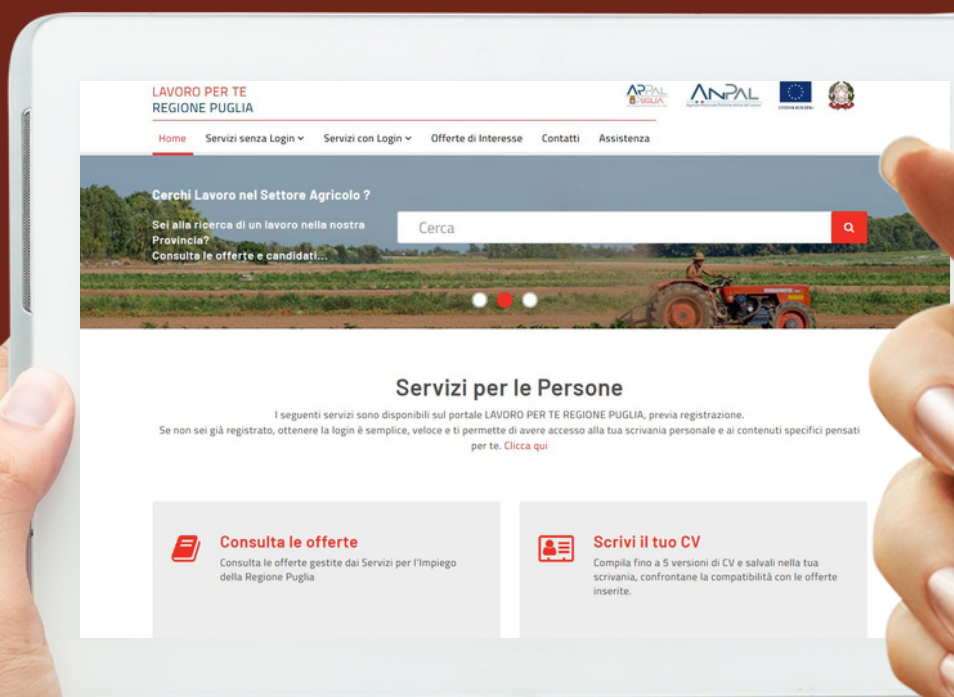 LAVORO PER TE
REGIONE PUGLIA
ARPAL
PUGLIA
ANPAL
Home Servizi senza Login Servizi con Login Offerte di Interesse Contatti Assistenza
Cerchi Lavoro nel Settore Agricolo ?
Sei alla ricerca di un lavoro nella nostra
Provincia?
Consulta le offerte e candidati...
Cerca
Servizi per le Persone
I seguenti servizi sono disponibili sul portale LAVORO PER TE REGIONE PUGLIA, previa registrazione.
Se non sei già registrato, ottenere la login è semplice, veloce e ti permette di avere accesso alla tua scrivania personale e ai contenuti specifici pensati
per te. Clicca qui
Consulta le offerte
Consulta le offerte gestite dai Servizi per l'Impiego
della Regione Puglia
Scrivi il tuo CV
Compila fino a 5 versioni di CV e salvali nella tua
scrivania, confrontane la compatibilità con le offerte
inserite.